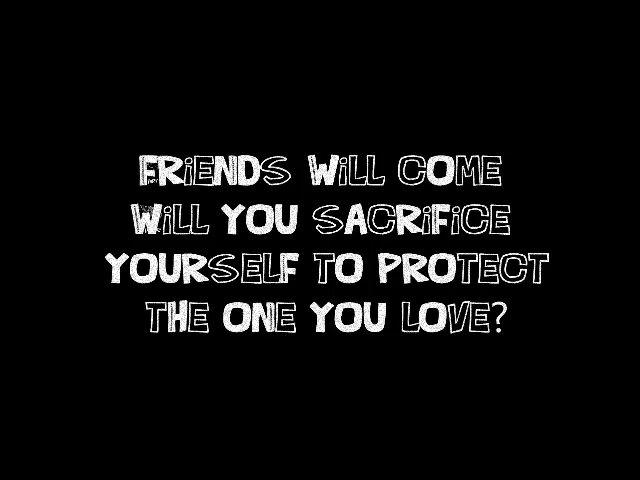 FRiENDS WiLL COME
WiLL YOU SACRiFiCE
YOURSELF TO PROTECT
THE ONE YOU LOVE?